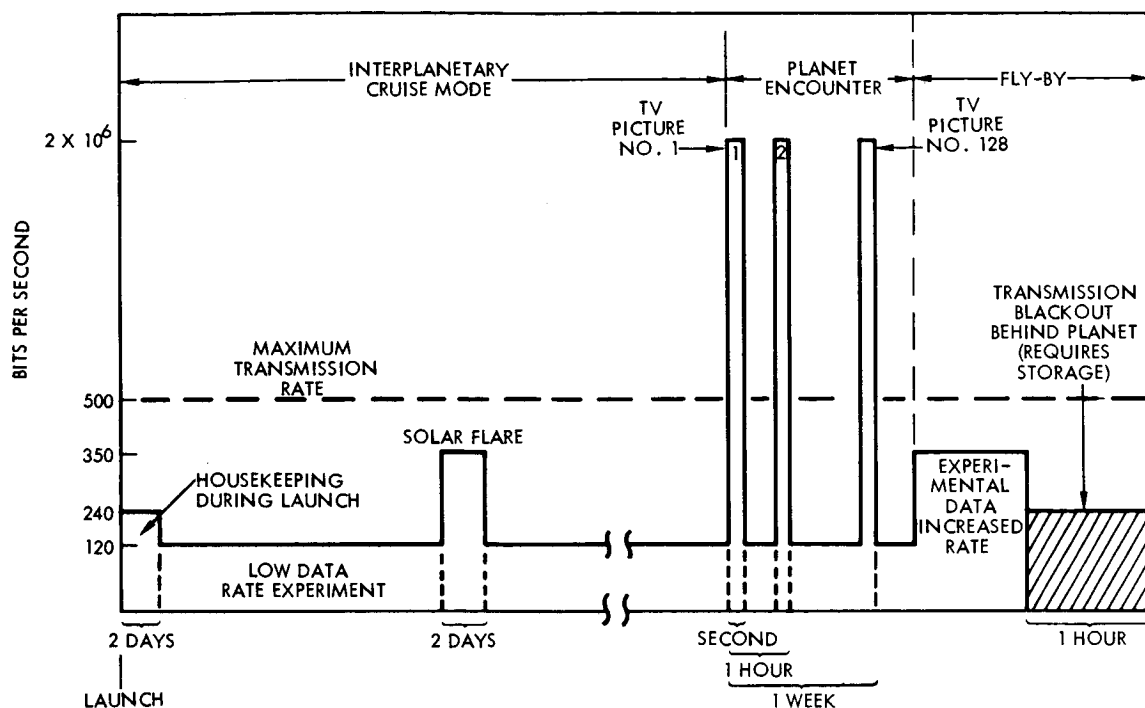 INTERPLANETARY
CRUISE MODE
PLANET
ENCOUNTER
FLY-BY
TV
PICTURE
NO. 1
TV
PICTURE
NO. 128
2 X 10⁶
1
2
BITS PER SECOND
TRANSMISSION
BLACKOUT
BEHIND PLANET
(REQUIRES
STORAGE)
MAXIMUM
TRANSMISSION
RATE
500
SOLAR FLARE
350
HOUSEKEEPING
DURING LAUNCH
EXPERI-
MENTAL
DATA
INCREASED
RATE
240
120
LOW DATA
RATE EXPERIMENT
2 DAYS
2 DAYS
SECOND
1 HOUR
1 HOUR
1 WEEK
LAUNCH